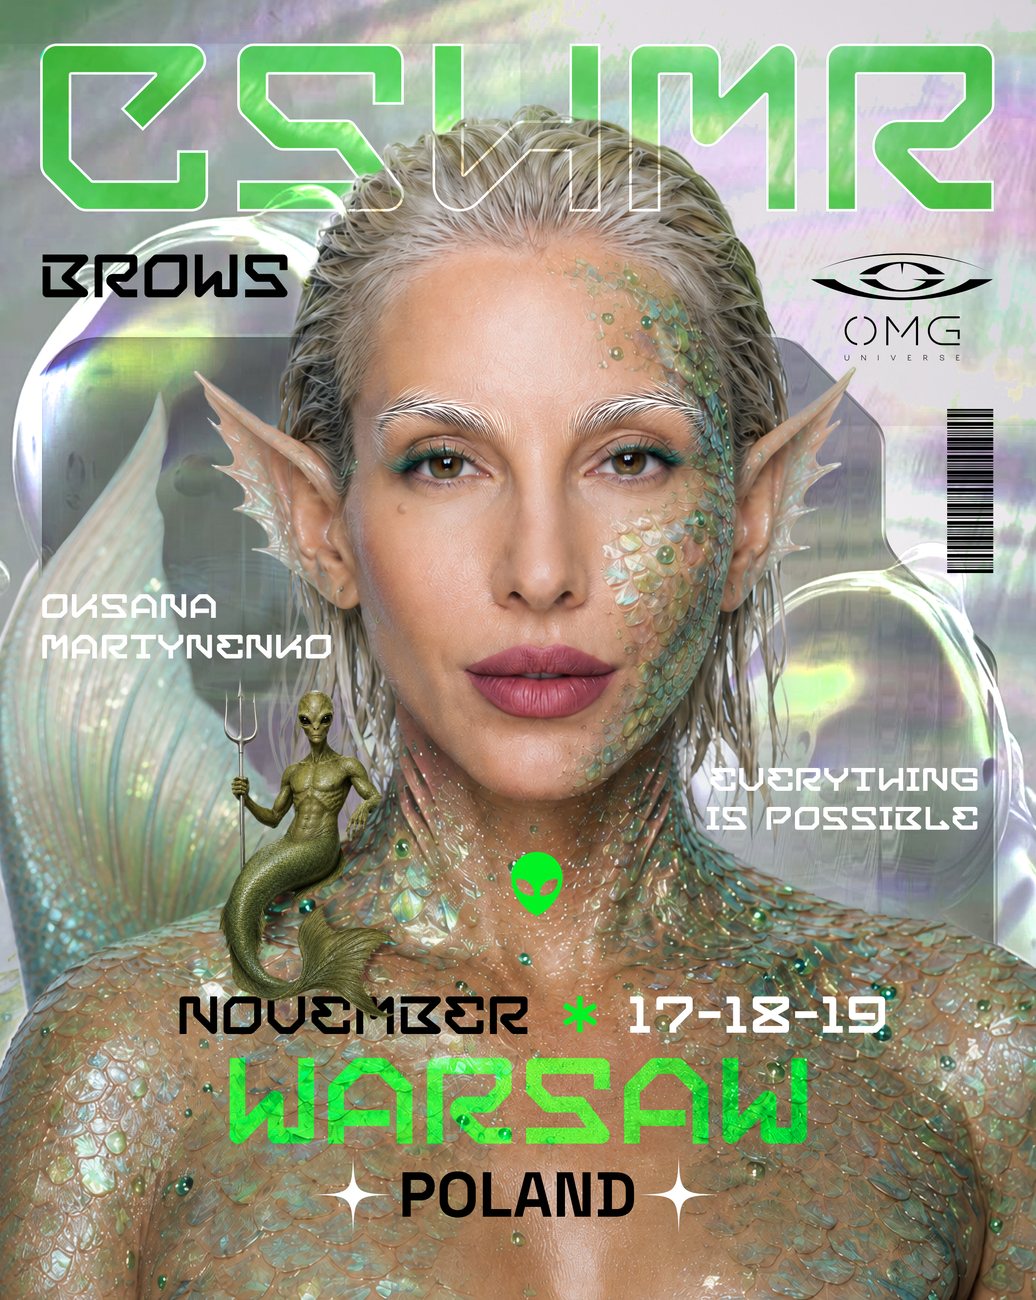 BROWS
OMG
UNIVERSE
OKSANA
MARTYNENKO
EVERYTHING
IS POSSIBLE
NOVEMBER * 17-18-19
WARSAW
POLAND